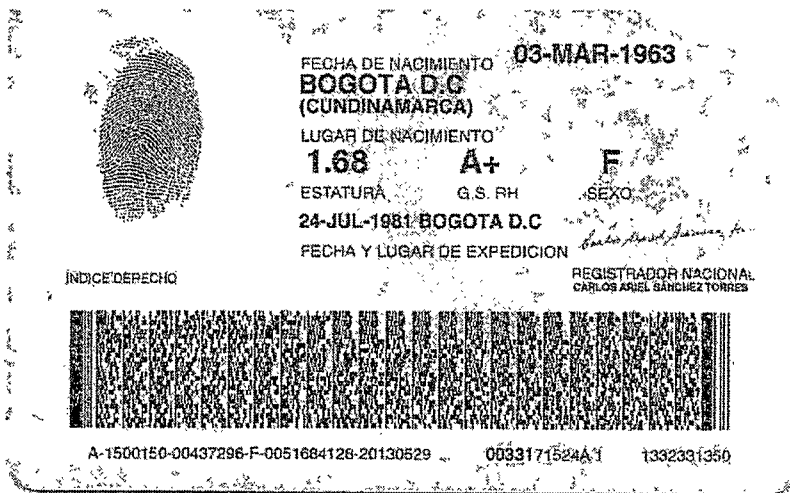 FECHA DE NACIMIENTO 03-MAR-1963
BOGOTA D.C
(CUNDINAMARCA)
LUGAR DE NACIMIENTO
1.68 A+ F
ESTATURA G.S. RH SEXO
24-JUL-1981 BOGOTA D.C
FECHA Y LUGAR DE EXPEDICION
ÍNDICE DERECHO
REGISTRADOR NACIONAL
CARLOS ARIEL SÁNCHEZ TORRES
A-1500150-00437296-F-0051684128-20130529 0033171524A 1 1332331350